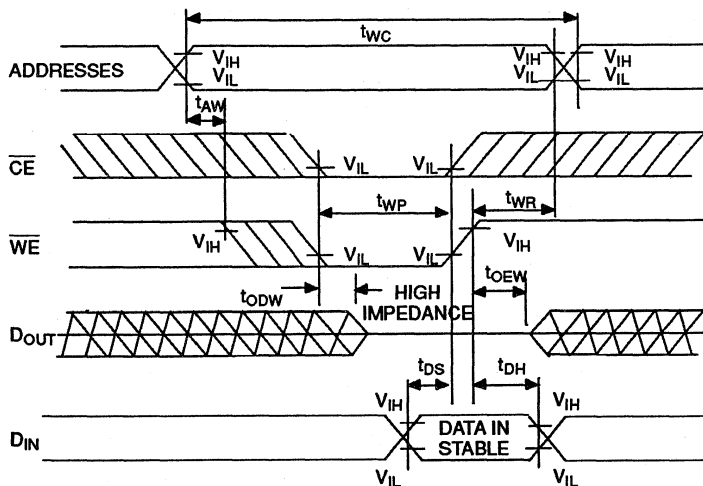 tWC
ADDRESSES
VIH
VIL
VIH
VIL
VIH
VIL
tAW
CE
VIL
VIL
tWP
tWR
WE
VIH
VIL
VIL
VIH
tODW
HIGH
IMPEDANCE
tOEW
DOUT
tDS
tDH
VIH
VIH
DIN
DATA IN
STABLE
VIL
VIL